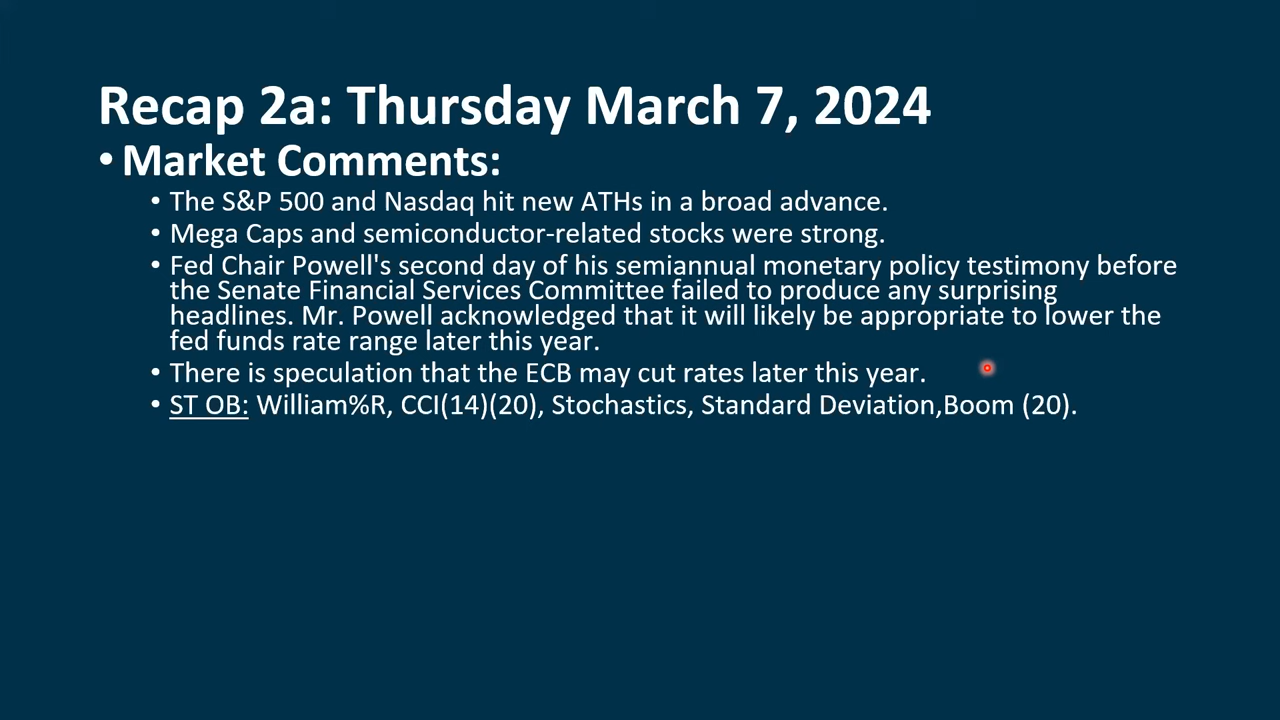 Recap 2a: Thursday March 7, 2024
• Market Comments:
• The S&P 500 and Nasdaq hit new ATHs in a broad advance.
• Mega Caps and semiconductor-related stocks were strong.
• Fed Chair Powell's second day of his semiannual monetary policy testimony before
the Senate Financial Services Committee failed to produce any surprising
headlines. Mr. Powell acknowledged that it will likely be appropriate to lower the
fed funds rate range later this year.
• There is speculation that the ECB may cut rates later this year.
• ST OB: William%R, CCI(14)(20), Stochastics, Standard Deviation,Boom (20).